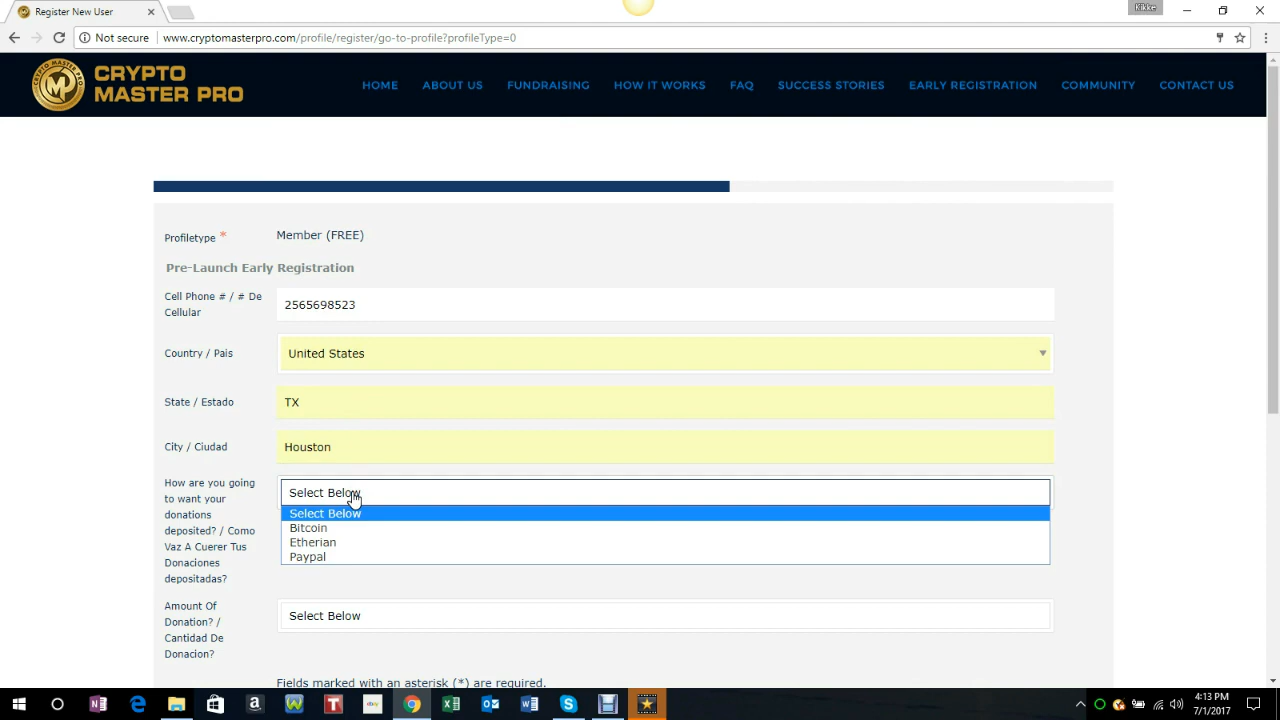 Register New User
Kikke
Not secure www.cryptomasterpro.com/profile/register/go-to-profile?profileType=0
CRYPTO
MASTER PRO
HOME ABOUT US FUNDRAISING HOW IT WORKS FAQ SUCCESS STORIES EARLY REGISTRATION COMMUNITY CONTACT US
Profiletype * Member (FREE)
Pre-Launch Early Registration
Cell Phone # / # De
Cellular
2565698523
Country / Pais United States
State / Estado TX
City / Ciudad Houston
How are you going
to want your
donations
deposited? / Como
Vaz A Cuerer Tus
Donaciones
depositadas?
Select Below
Select Below
Bitcoin
Etherian
Paypal
Amount Of
Donation? /
Cantidad De
Donacion?
Select Below
Fields marked with an asterisk (*) are required.
4:13 PM
7/1/2017